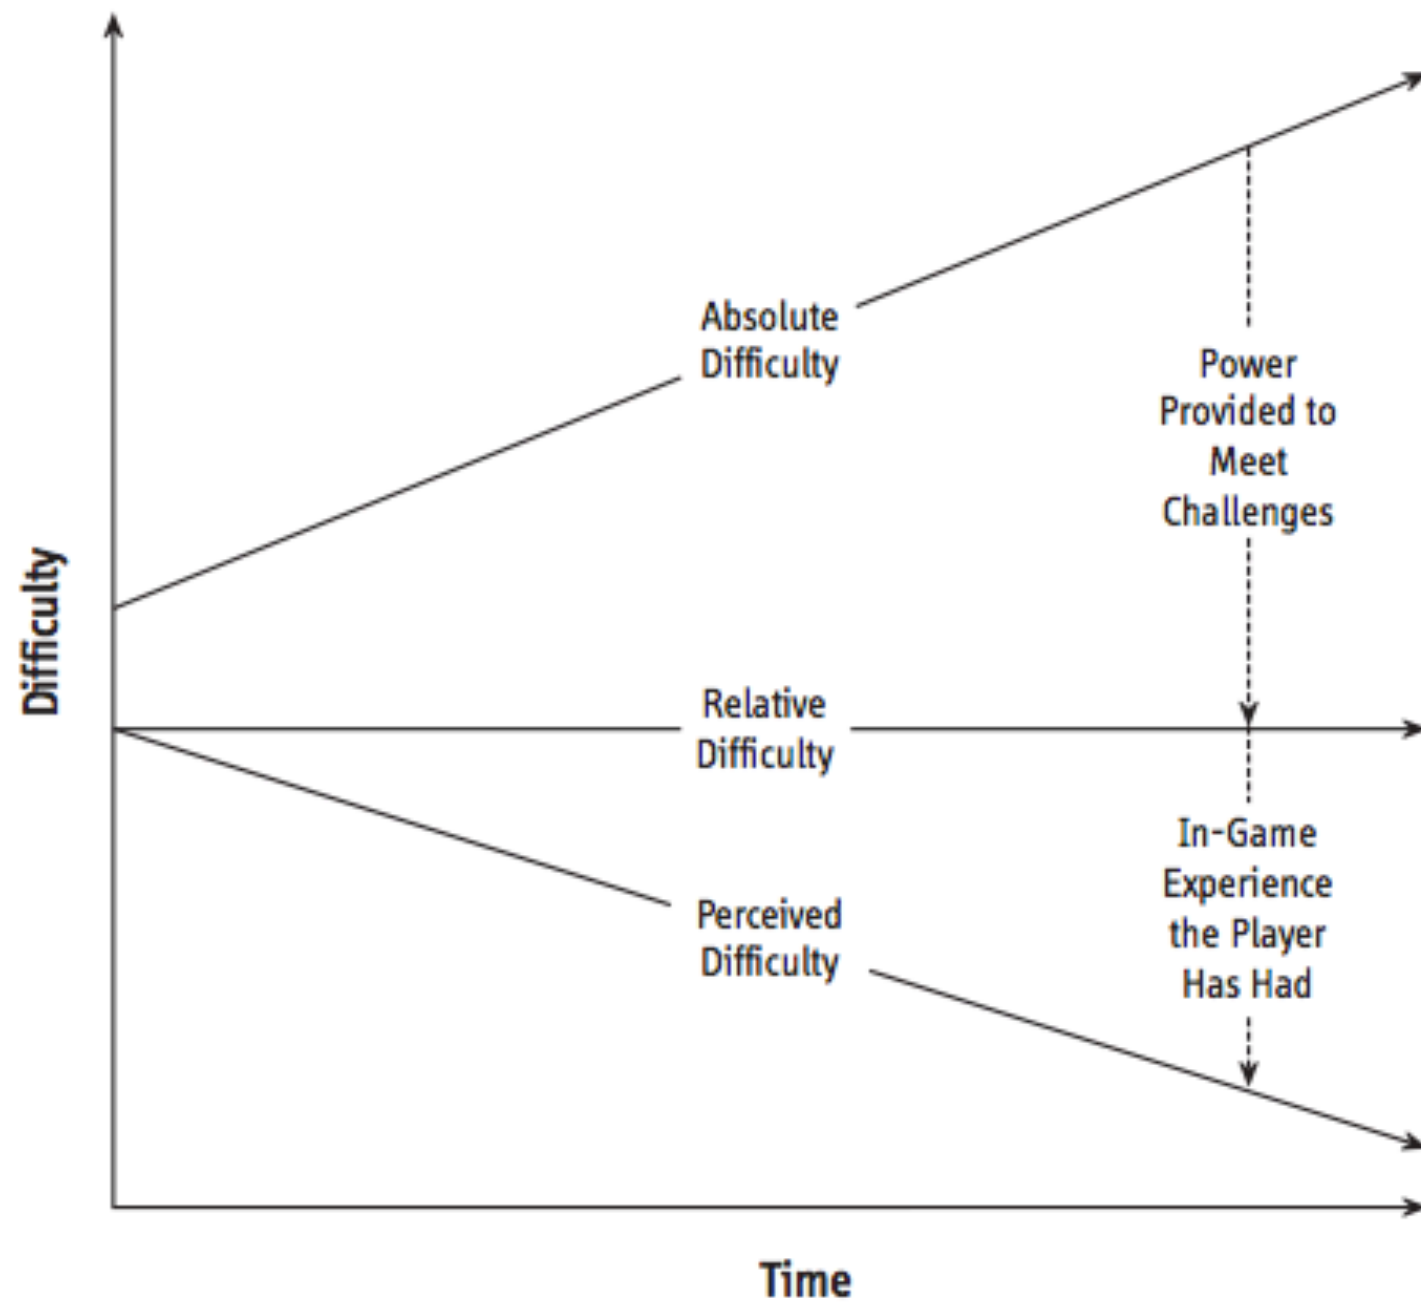 Absolute
Difficulty
Power
Provided to
Meet
Challenges
Difficulty
Relative
Difficulty
In-Game
Experience
the Player
Has Had
Perceived
Difficulty
Time